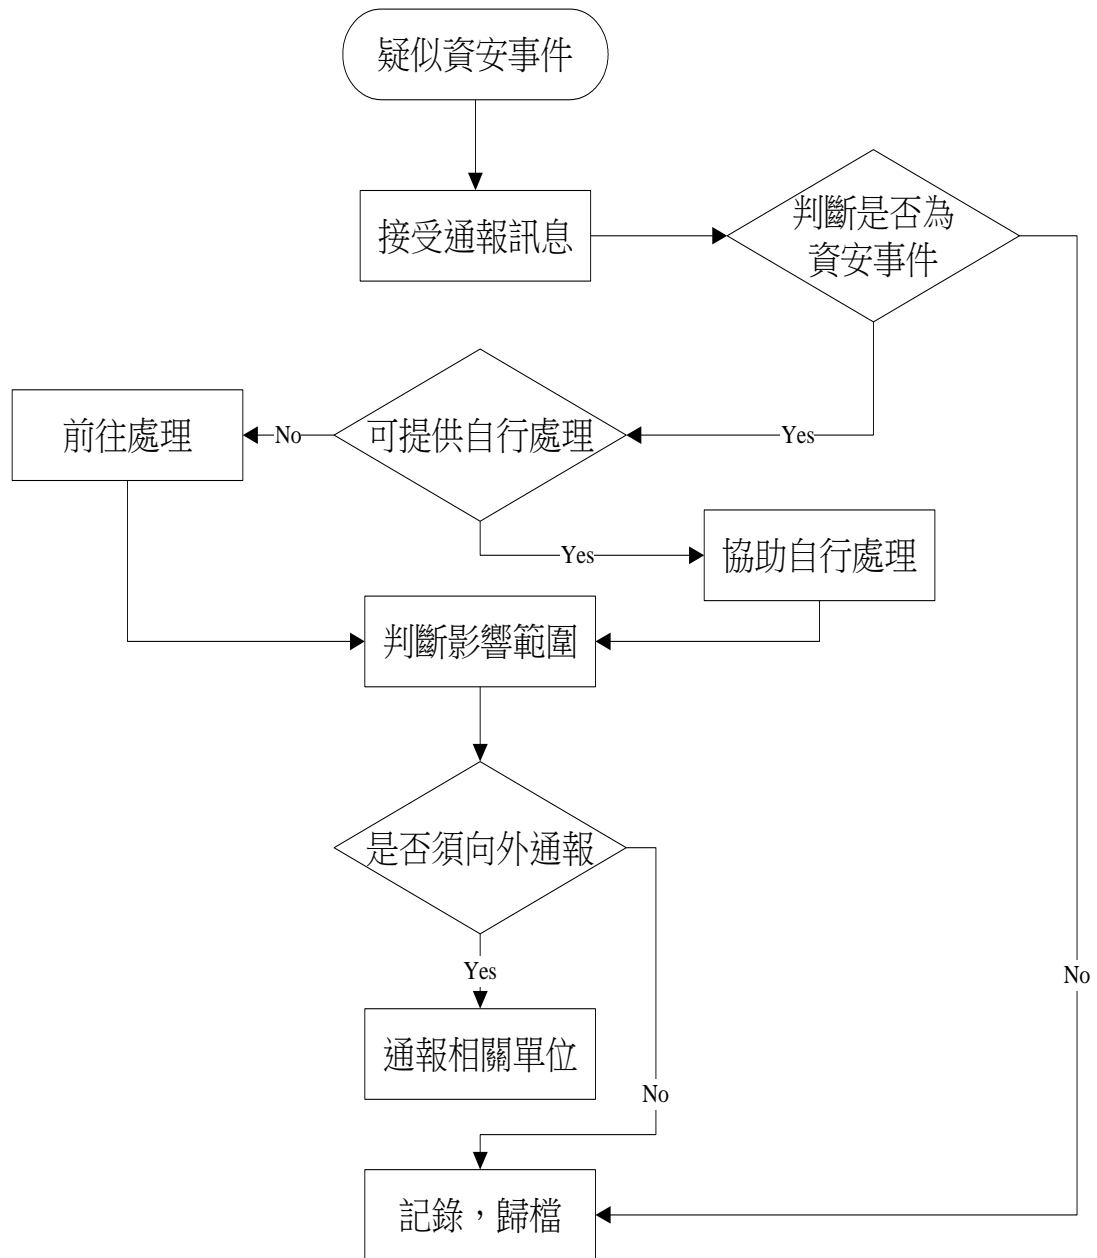 疑似資安事件
接受通報訊息
判斷是否為
資安事件
前往處理
No
可提供自行處理
Yes
Yes
協助自行處理
判斷影響範圍
是否須向外通報
Yes
No
通報相關單位
No
記錄，歸檔